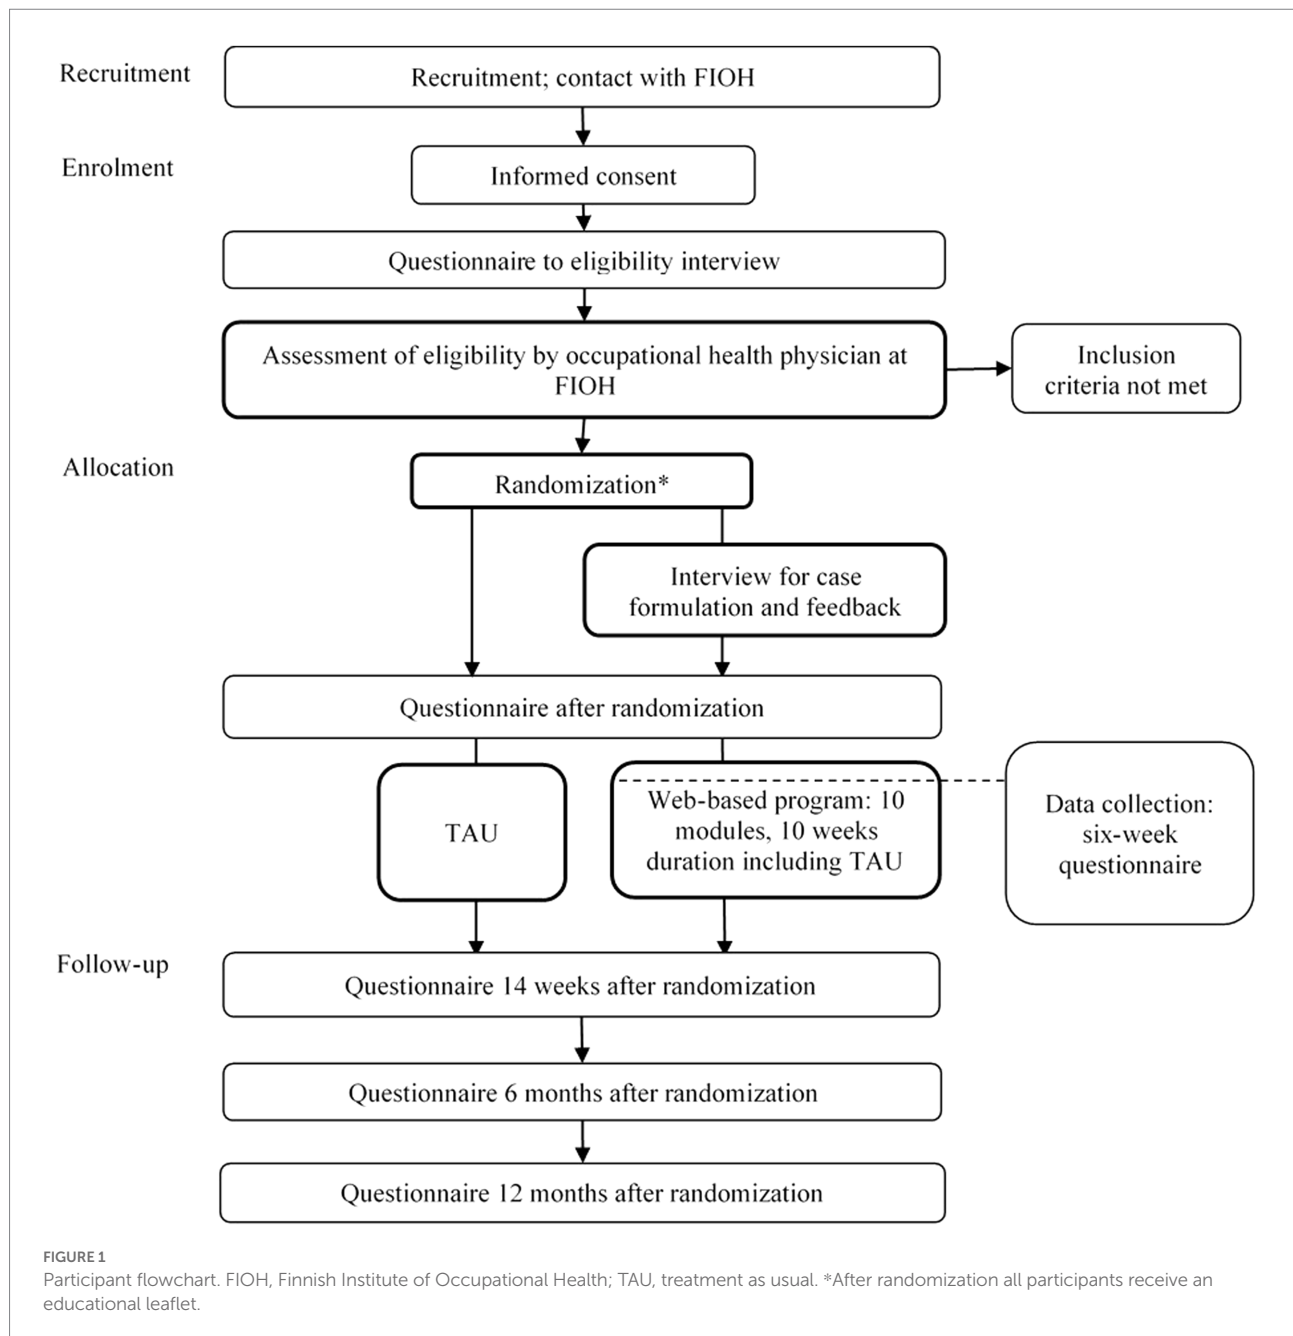 Recruitment
Recruitment; contact with FIOH
Enrolment
Informed consent
Questionnaire to eligibility interview
Assessment of eligibility by occupational health physician at
FIOH
Inclusion
criteria not met
Allocation
Randomization*
Interview for case
formulation and feedback
Questionnaire after randomization
TAU
Web-based program: 10
modules, 10 weeks
duration including TAU
Data collection:
six-week
questionnaire
Follow-up
Questionnaire 14 weeks after randomization
Questionnaire 6 months after randomization
Questionnaire 12 months after randomization
FIGURE 1
Participant flowchart. FIOH, Finnish Institute of Occupational Health; TAU, treatment as usual. *After randomization all participants receive an
educational leaflet.